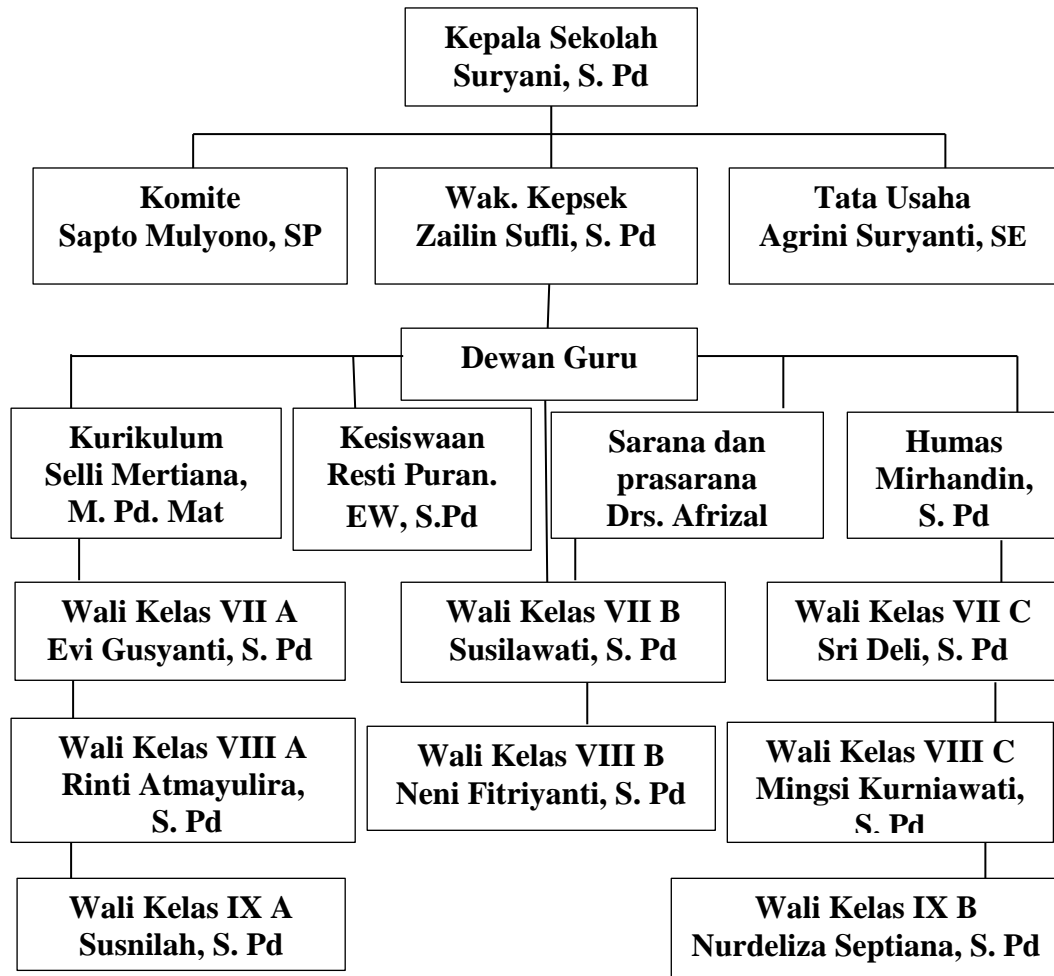 Kepala Sekolah
Suryani, S. Pd
Komite
Sapto Mulyono, SP
Wak. Kepsek
Zailin Sufli, S. Pd
Tata Usaha
Agrini Suryanti, SE
Dewan Guru
Kurikulum
Selli Mertiana,
M. Pd. Mat
Kesiswaan
Resti Puran.
EW, S.Pd
Sarana dan
prasarana
Drs. Afrizal
Humas
Mirhandin,
S. Pd
Wali Kelas VII A
Evi Gusyanti, S. Pd
Wali Kelas VII B
Susilawati, S. Pd
Wali Kelas VII C
Sri Deli, S. Pd
Wali Kelas VIII A
Rinti Atmayulira,
S. Pd
Wali Kelas VIII B
Neni Fitriyanti, S. Pd
Wali Kelas VIII C
Mingsi Kurniawati,
S. Pd
Wali Kelas IX A
Susnilah, S. Pd
Wali Kelas IX B
Nurdeliza Septiana, S. Pd